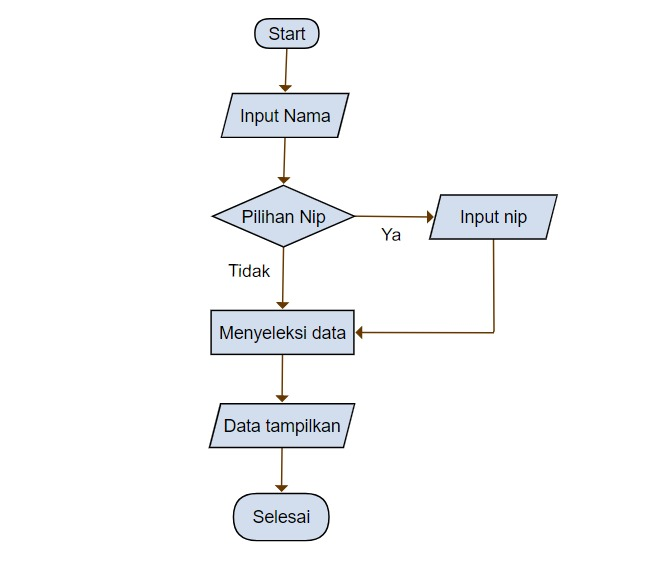 Start
Input Nama
Pilihan Nip
Input nip
Ya
Tidak
Menyeleksi data
Data tampilkan
Selesai